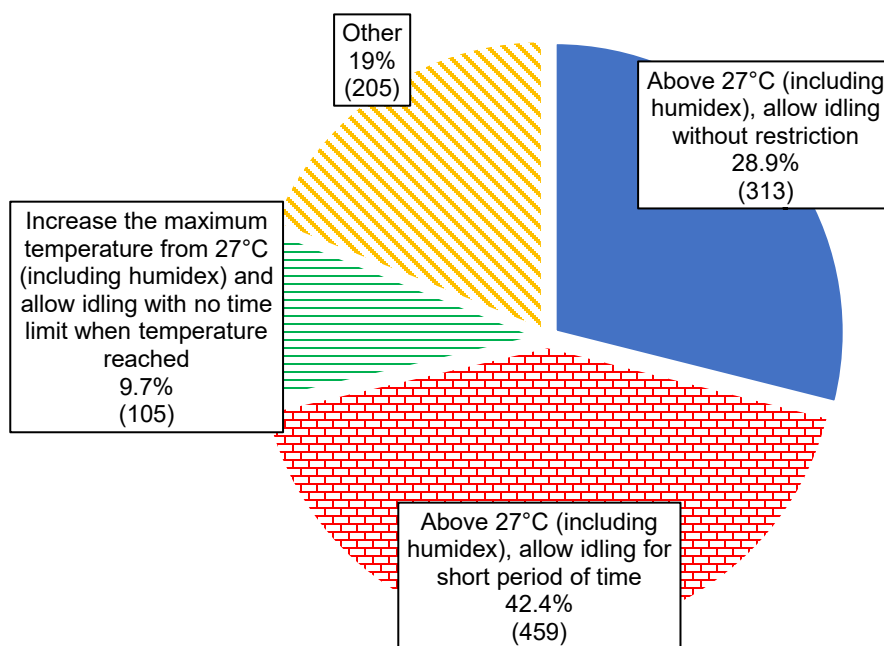 Other
19%
(205)
Above 27°C (including
humidex), allow idling
without restriction
28.9%
(313)
Increase the maximum
temperature from 27°C
(including humidex) and
allow idling with no time
limit when temperature
reached
9.7%
(105)
Above 27°C (including
humidex), allow idling for
short period of time
42.4%
(459)